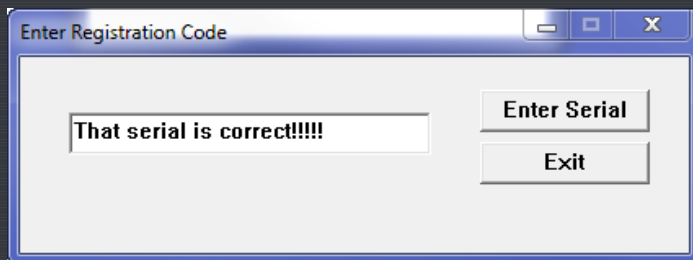 Enter Registration Code
Enter Serial
That serial is correct!!!!!
Exit